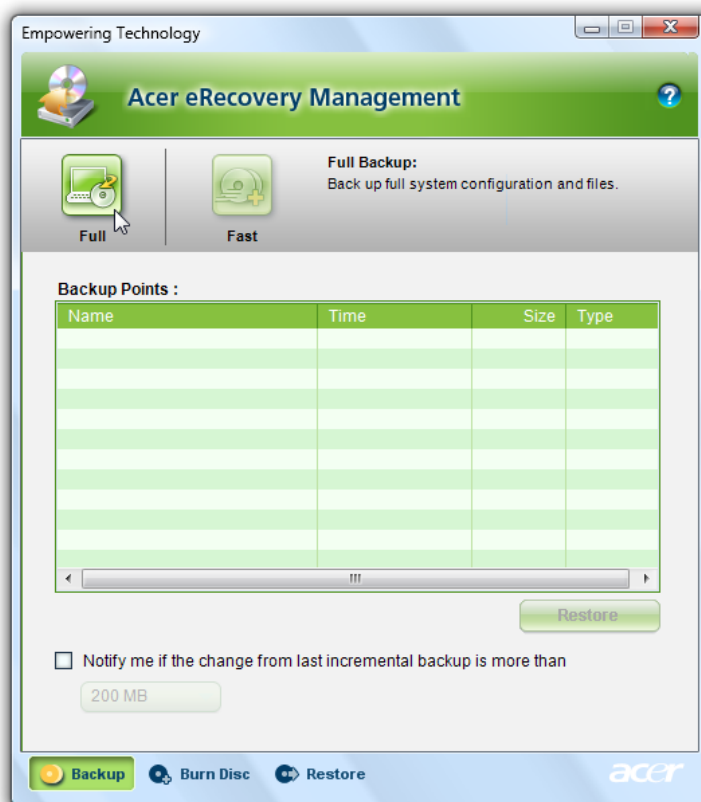 Empowering Technology
Acer eRecovery Management
Full Backup:
Back up full system configuration and files.
Full
Fast
Backup Points :
Name Time Size Type
Restore
Notify me if the change from last incremental backup is more than
200 MB
Backup Burn Disc Restore
acer